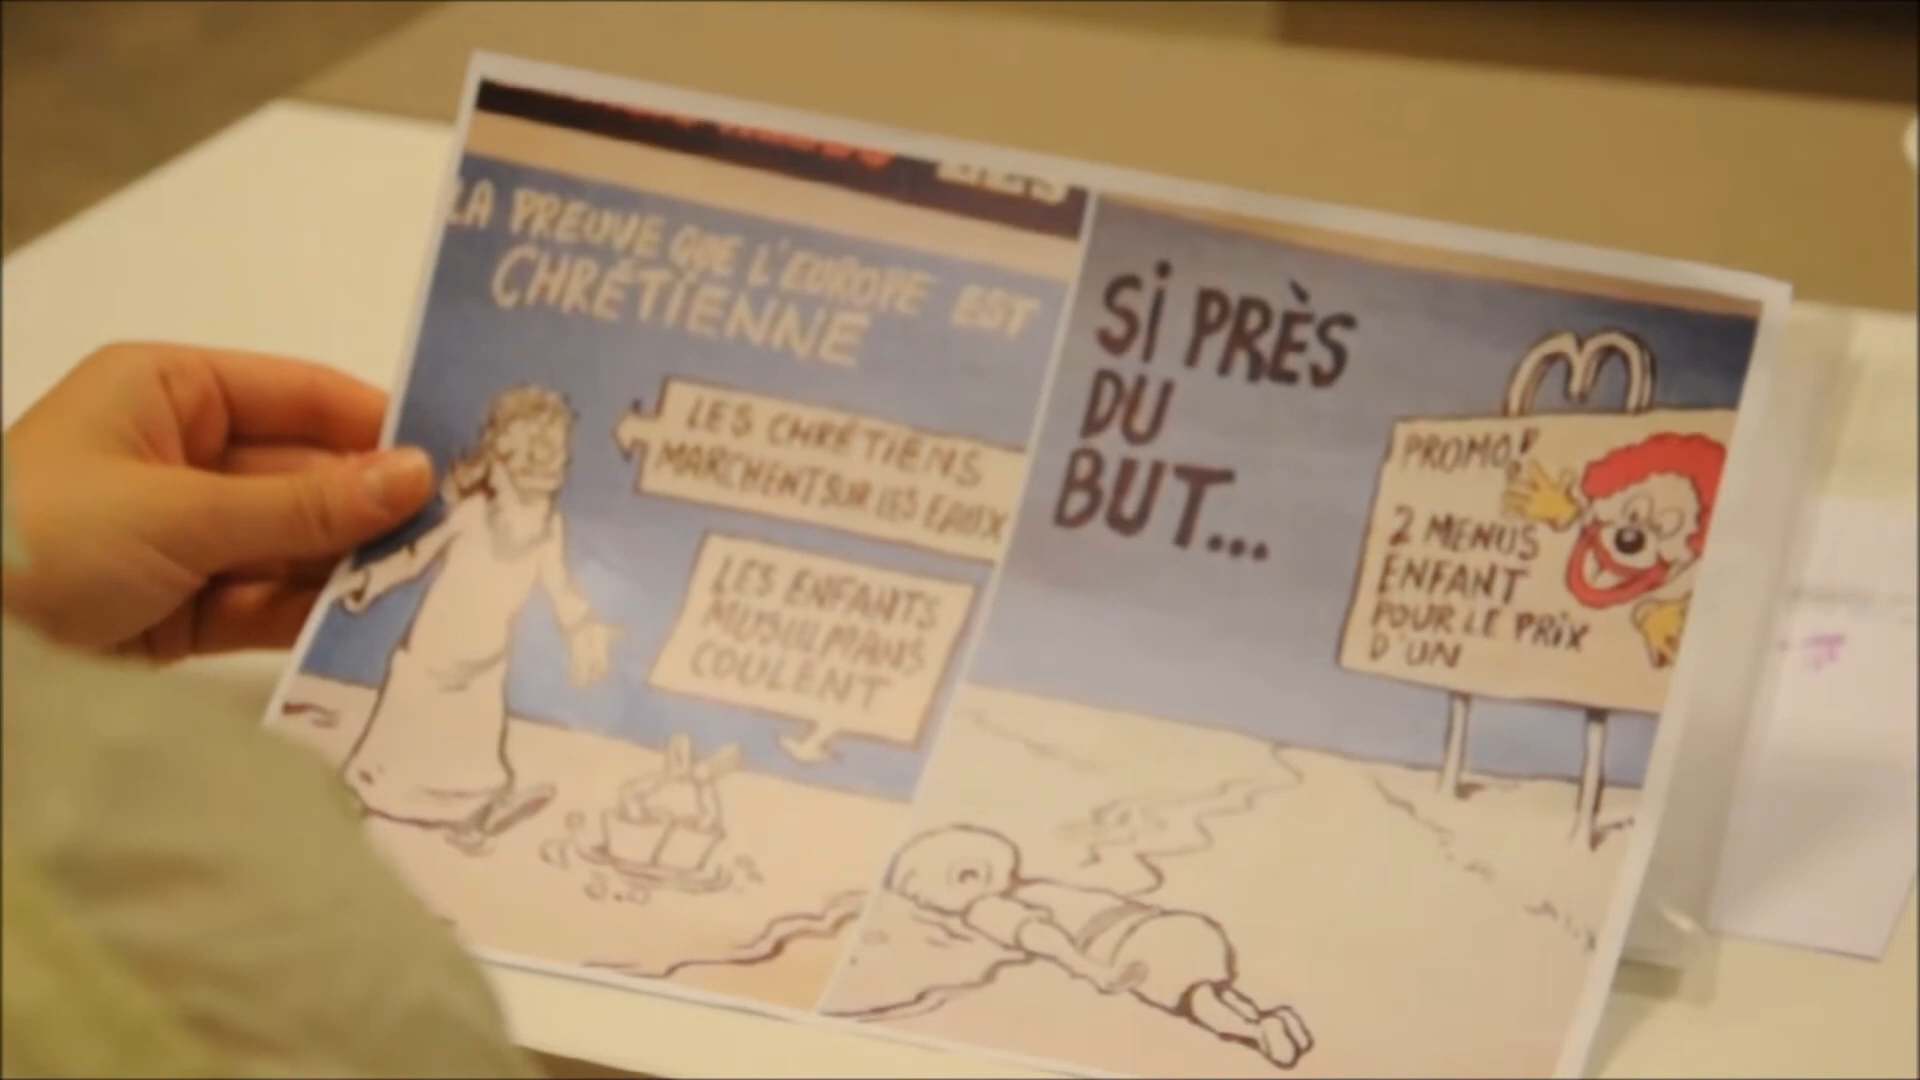 LA PREUVE QUE L'EUROPE EST
CHRÉTIENNE
LES CHRÉTIENS
MARCHENT SUR LES EAUX
LES ENFANTS
MUSULMANS
COULENT
SI PRÈS
DU
BUT...
PROMO!
2 MENUS
ENFANT
POUR LE PRIX
D'UN